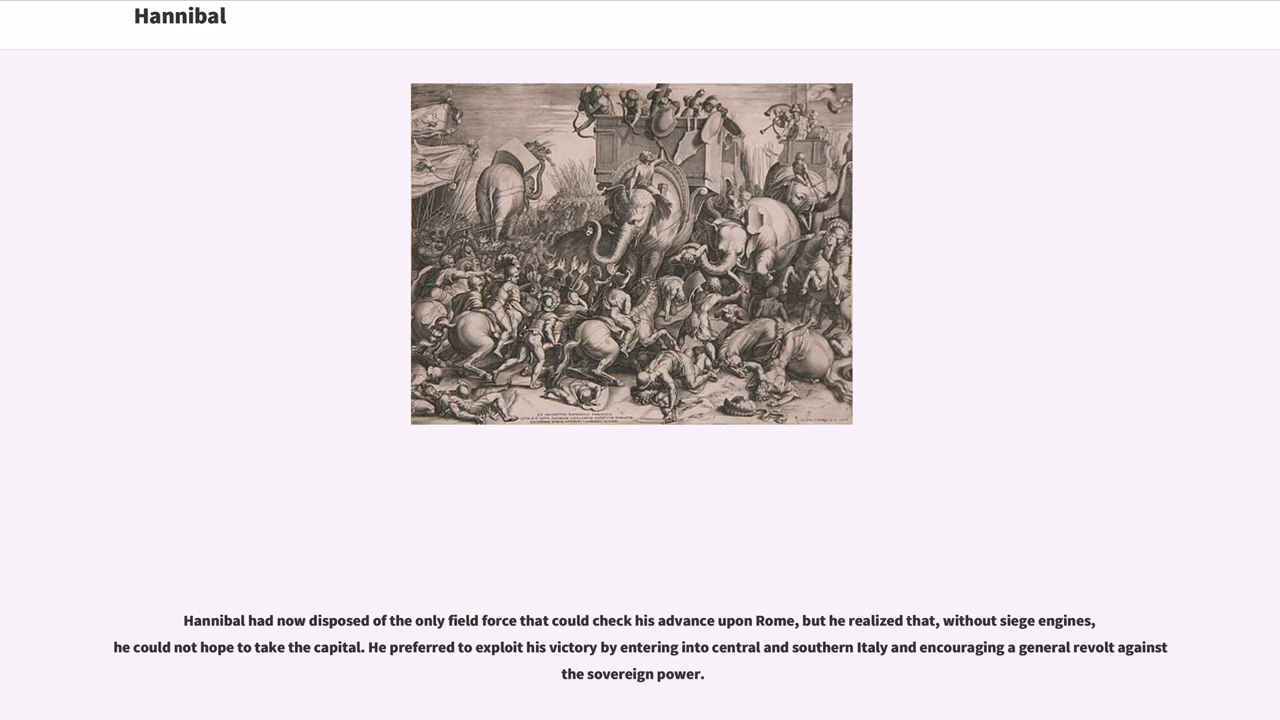 Hannibal
Hannibal had now disposed of the only field force that could check his advance upon Rome, but he realized that, without siege engines,
he could not hope to take the capital. He preferred to exploit his victory by entering into central and southern Italy and encouraging a general revolt against
the sovereign power.